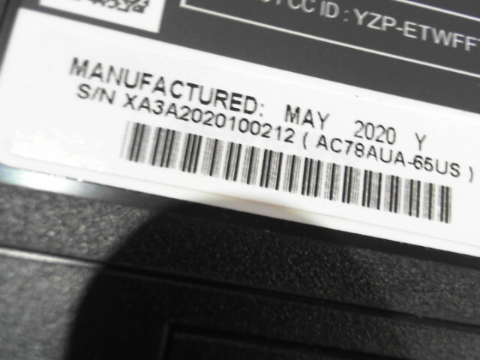 FCC ID : YZP-ETWFF
MANUFACTURED: MAY 2020 Y
S/N XA3A2020100212 ( AC78AUA-65US )